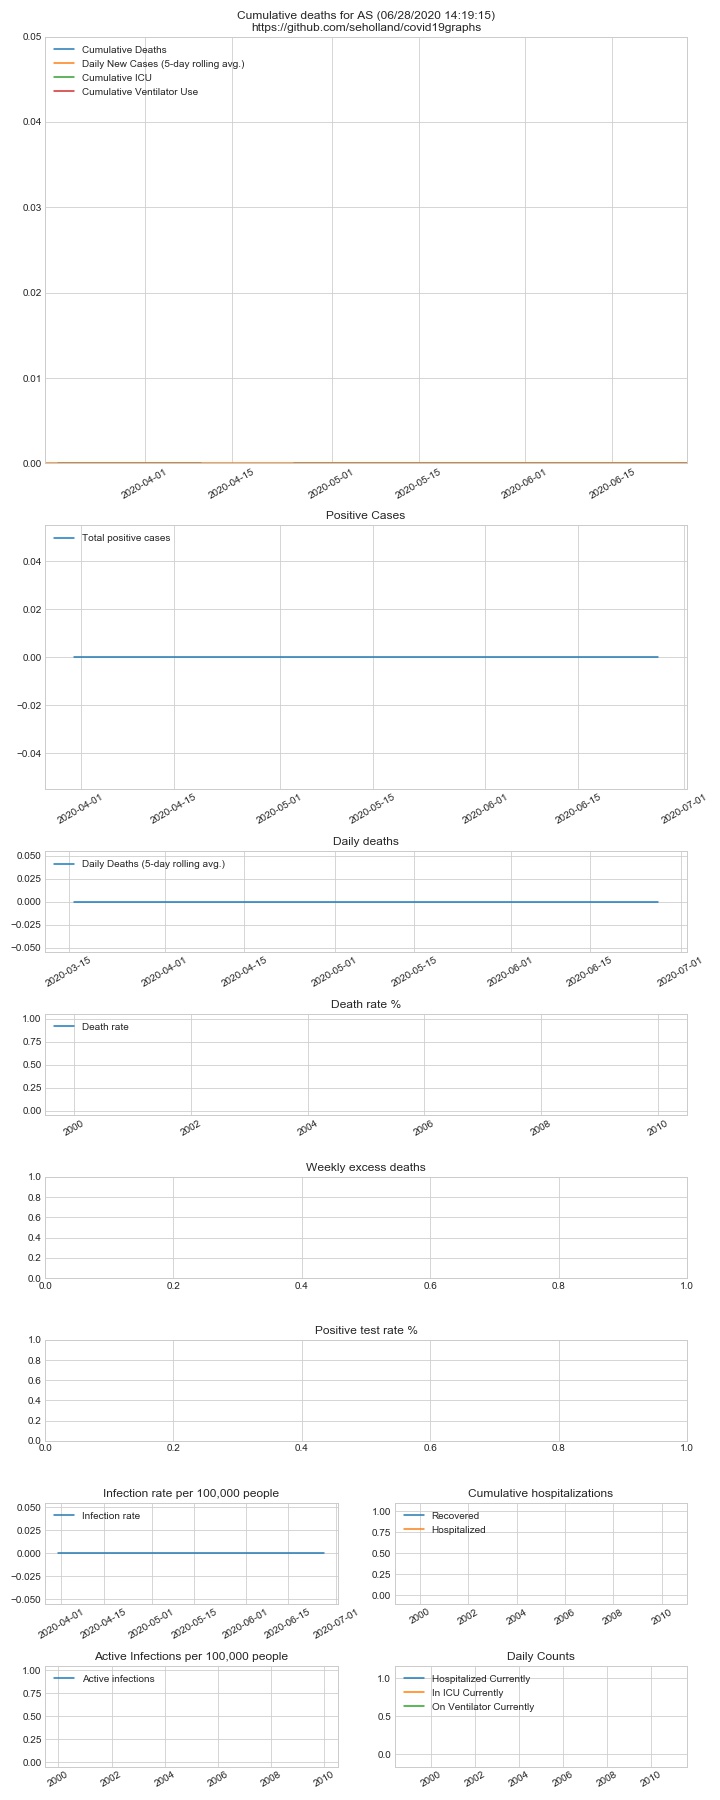 Cumulative deaths for AS (06/28/2020 14:19:15)
https://github.com/seholland/covid19graphs
Cumulative Deaths
Daily New Cases (5-day rolling avg.)
Cumulative ICU
Cumulative Ventilator Use
0.05
0.04
0.03
0.02
0.01
0.00
2020-04-01 2020-04-15 2020-05-01 2020-05-15 2020-06-01 2020-06-15
Positive Cases
Total positive cases
0.04
0.02
0.00
−0.02
−0.04
2020-04-01 2020-04-15 2020-05-01 2020-05-15 2020-06-01 2020-06-15 2020-07-01
Daily deaths
Daily Deaths (5-day rolling avg.)
0.050
0.025
0.000
−0.025
−0.050
2020-03-15 2020-04-01 2020-04-15 2020-05-01 2020-05-15 2020-06-01 2020-06-15 2020-07-01
Death rate %
Death rate
1.00
0.75
0.50
0.25
0.00
2000 2002 2004 2006 2008 2010
Weekly excess deaths
1.0
0.8
0.6
0.4
0.2
0.0
0.0 0.2 0.4 0.6 0.8 1.0
Positive test rate %
1.0
0.8
0.6
0.4
0.2
0.0
0.0 0.2 0.4 0.6 0.8 1.0
Infection rate per 100,000 people
Infection rate
0.050
0.025
0.000
−0.025
−0.050
2020-04-01 2020-04-15 2020-05-01 2020-05-15 2020-06-01 2020-06-15 2020-07-01
Cumulative hospitalizations
Recovered
Hospitalized
1.00
0.75
0.50
0.25
0.00
2000 2002 2004 2006 2008 2010
Active Infections per 100,000 people
Active infections
1.00
0.75
0.50
0.25
0.00
2000 2002 2004 2006 2008 2010
Daily Counts
Hospitalized Currently
In ICU Currently
On Ventilator Currently
1.0
0.5
0.0
2000 2002 2004 2006 2008 2010